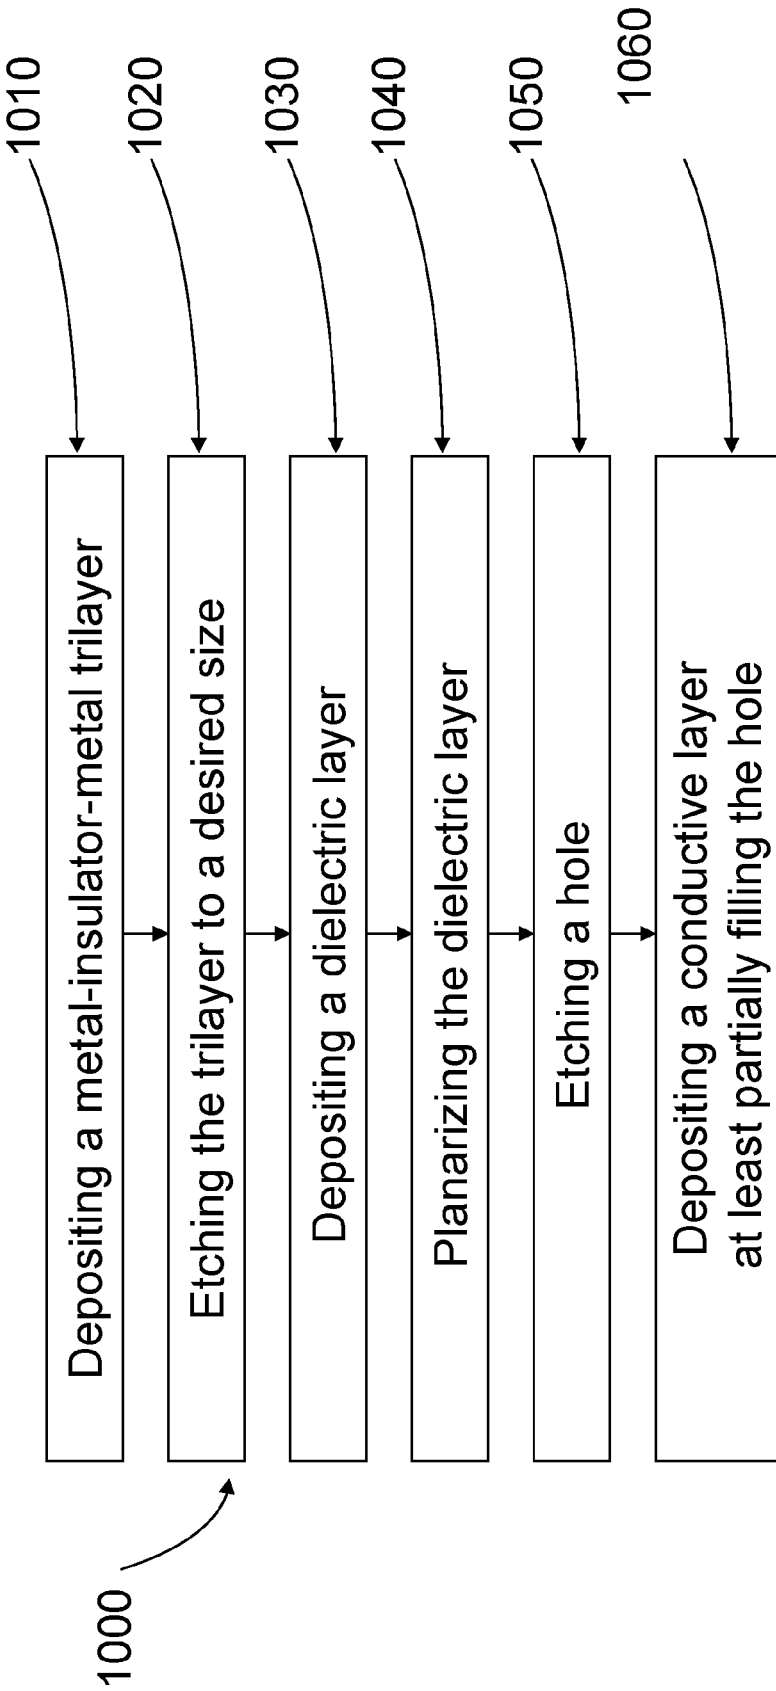 1000
Depositing a metal-insulator-metal trilayer
1010
Etching the trilayer to a desired size
1020
Depositing a dielectric layer
1030
Planarizing the dielectric layer
1040
Etching a hole
1050
Depositing a conductive layer
at least partially filling the hole
1060